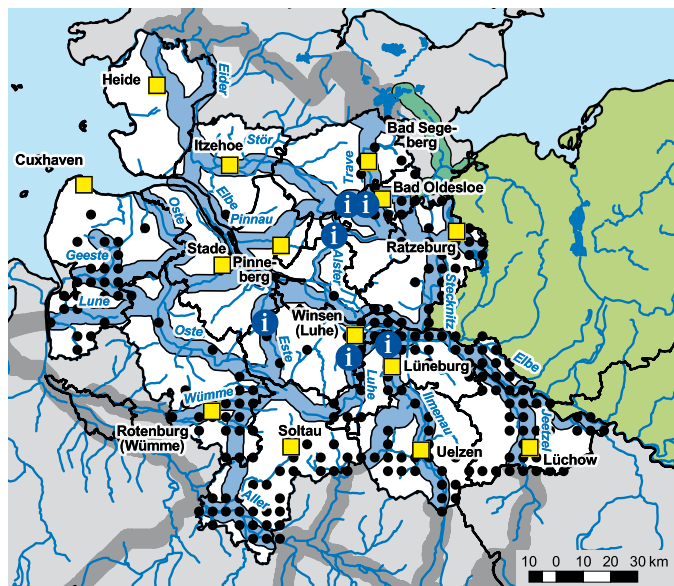 Heide
Eider
Bad Sege-
berg
Itzehoe
Stör
Cuxhaven
Trave
Bad Oldesloe
Elbe
Oste
Pinnau
Stade
Pinne-
berg
Alster
Ratzeburg
Geeste
Stecknitz
Lune
Oste
Este
Winsen
(Luhe)
Elbe
Lüneburg
Luhe
Ilmenau
Wümme
Jeetzel
Rotenburg
(Wümme)
Soltau
Uelzen
Lüchow
Aller
i
i
i
i
i
i
10 0 10 20 30 km